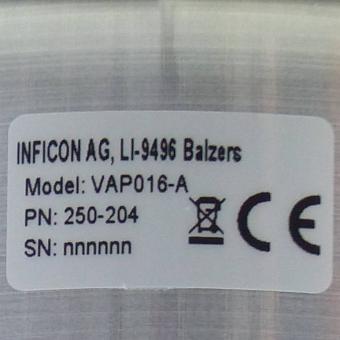 INFICON AG, LI-9496 Balzers
Model: VAP016-A
PN: 250-204
SN: nnnnnn
CE